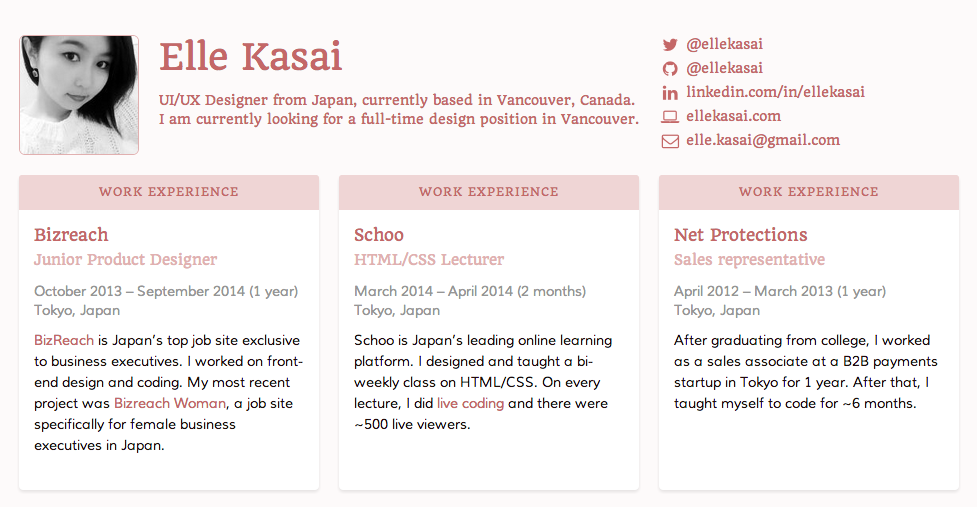 Elle Kasai
UI/UX Designer from Japan, currently based in Vancouver, Canada.
I am currently looking for a full-time design position in Vancouver.
@ellekasai
@ellekasai
linkedin.com/in/ellekasai
ellekasai.com
elle.kasai@gmail.com
WORK EXPERIENCE
Bizreach
Junior Product Designer
October 2013 – September 2014 (1 year)
Tokyo, Japan
BizReach is Japan's top job site exclusive
to business executives. I worked on front-
end design and coding. My most recent
project was Bizreach Woman, a job site
specifically for female business
executives in Japan.
WORK EXPERIENCE
Schoo
HTML/CSS Lecturer
March 2014 – April 2014 (2 months)
Tokyo, Japan
Schoo is Japan's leading online learning
platform. I designed and taught a bi-
weekly class on HTML/CSS. On every
lecture, I did live coding and there were
~500 live viewers.
WORK EXPERIENCE
Net Protections
Sales representative
April 2012 – March 2013 (1 year)
Tokyo, Japan
After graduating from college, I worked
as a sales associate at a B2B payments
startup in Tokyo for 1 year. After that, I
taught myself to code for ~6 months.